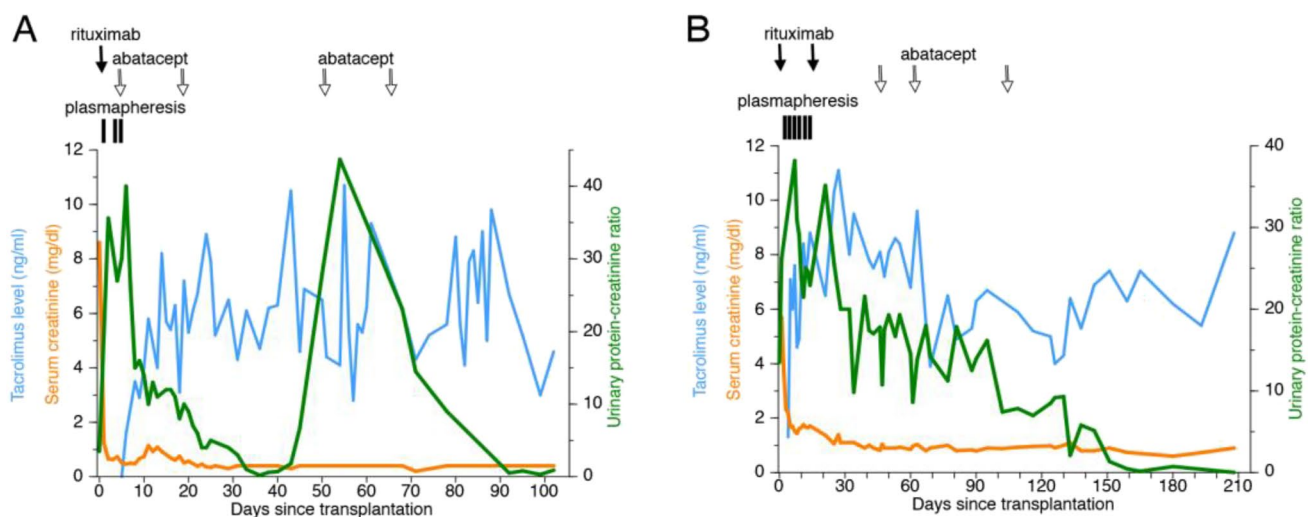 A
rituximab
abatacept
abatacept
plasmapheresis
12
10
8
6
4
2
0
Tacrolimus level (ng/ml)
Serum creatinine (mg/dl)
40
30
20
10
0
Urinary protein-creatinine ratio
0 10 20 30 40 50 60 70 80 90 100
Days since transplantation
B
rituximab
abatacept
plasmapheresis
12
10
8
6
4
2
0
Tacrolimus level (ng/ml)
Serum creatinine (mg/dl)
40
30
20
10
0
Urinary protein-creatinine ratio
0 30 60 90 120 150 180 210
Days since transplantation